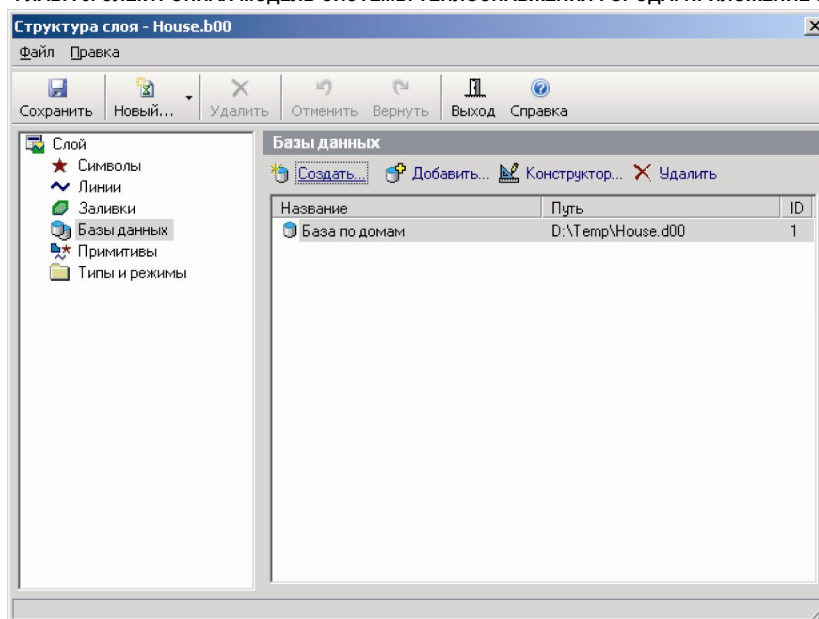 Структура слоя - House.b00
Файл Правка
Сохранить Новый... Удалить Отменить Вернуть Выход Справка
Слой
Символы
Линии
Заливки
Базы данных
Примитивы
Типы и режимы
Базы данных
Создать... Добавить... Конструктор... Удалить
Название Путь ID
База по домам D:\Temp\House.d00 1